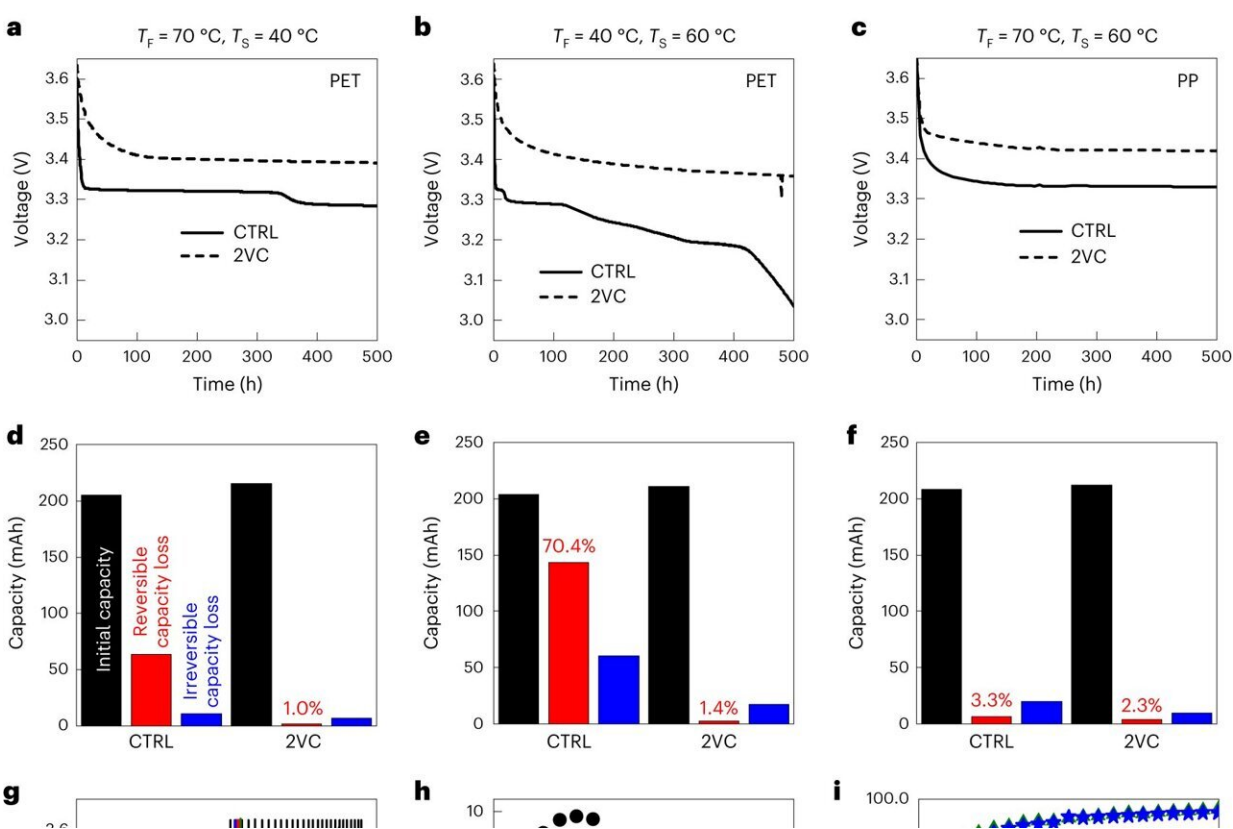 a
T_F = 70 °C, T_S = 40 °C
PET
Voltage (V)
3.6
3.5
3.4
3.3
3.2
3.1
3.0
CTRL
2VC
0 100 200 300 400 500
Time (h)
b
T_F = 40 °C, T_S = 60 °C
PET
Voltage (V)
3.6
3.5
3.4
3.3
3.2
3.1
3.0
CTRL
2VC
0 100 200 300 400 500
Time (h)
c
T_F = 70 °C, T_S = 60 °C
PP
Voltage (V)
3.6
3.5
3.4
3.3
3.2
3.1
3.0
CTRL
2VC
0 100 200 300 400 500
Time (h)
d
Capacity (mAh)
250
200
150
100
50
0
Initial capacity
Reversible
capacity loss
Irreversible
capacity loss
1.0%
CTRL 2VC
e
Capacity (mAh)
250
200
150
100
50
0
70.4%
1.4%
CTRL 2VC
f
Capacity (mAh)
250
200
150
100
50
0
3.3%
2.3%
CTRL 2VC
g
h
10
i
100.0